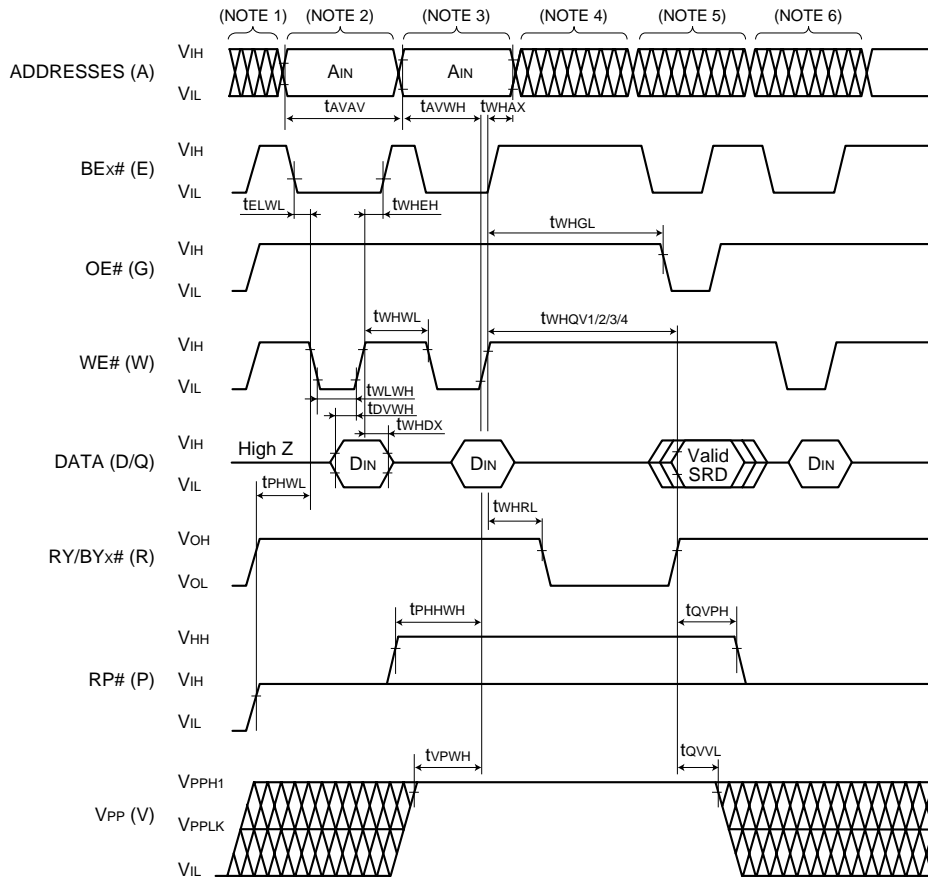 (NOTE 1) (NOTE 2) (NOTE 3) (NOTE 4) (NOTE 5) (NOTE 6)
ADDRESSES (A) VIH VIL AIN AIN
tAVAV tAVWH tWHAX
BEX# (E) VIH VIL
tELWL tWHEH
tWHGL
OE# (G) VIH VIL
tWHWL tWHQV1/2/3/4
WE# (W) VIH VIL
tWLWH
tDVWH
tWHDX
DATA (D/Q) VIH VIL High Z DIN DIN Valid SRD DIN
tPHWL tWHRL
RY/BYX# (R) VOH VOL
tPHHWH tQVPH
RP# (P) VHH VIH VIL
tVPWH tQVVL
VPP (V) VPPH1 VPPLK VIL